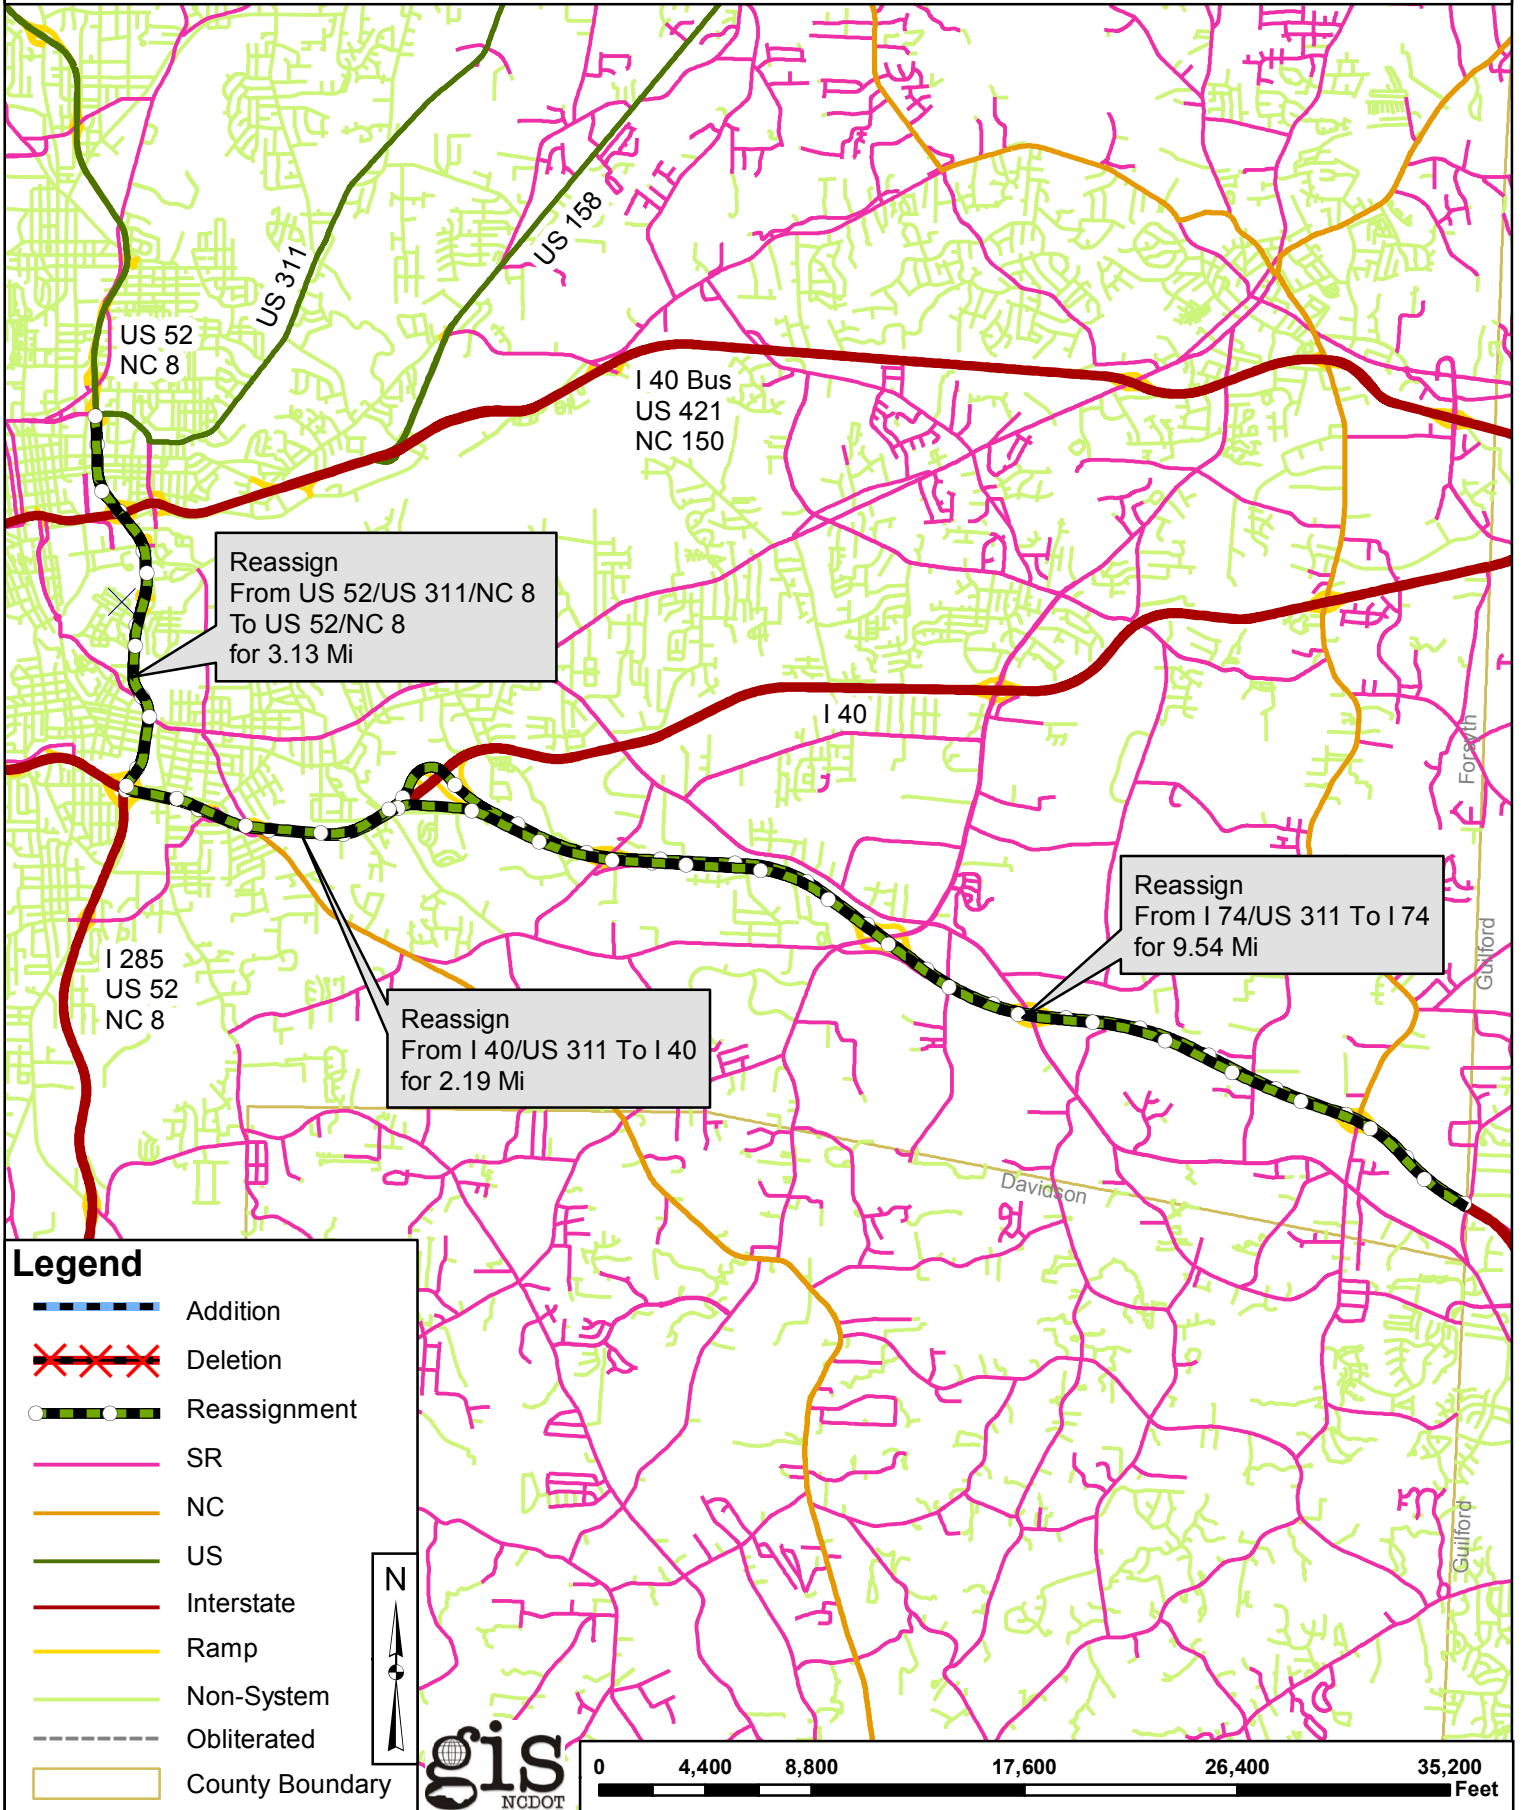 US 311
US 158
US 52
NC 8
I 40 Bus
US 421
NC 150
Reassign
From US 52/US 311/NC 8
To US 52/NC 8
for 3.13 Mi
I 40
Forsyth
Guilford
Reassign
From I 74/US 311 To I 74
for 9.54 Mi
I 285
US 52
NC 8
Reassign
From I 40/US 311 To I 40
for 2.19 Mi
Davidson
Guilford
Legend
Addition
Deletion
Reassignment
SR
NC
US
Interstate
Ramp
Non-System
Obliterated
County Boundary
N
gis
NCDOT
0 4,400 8,800 17,600 26,400 35,200
Feet